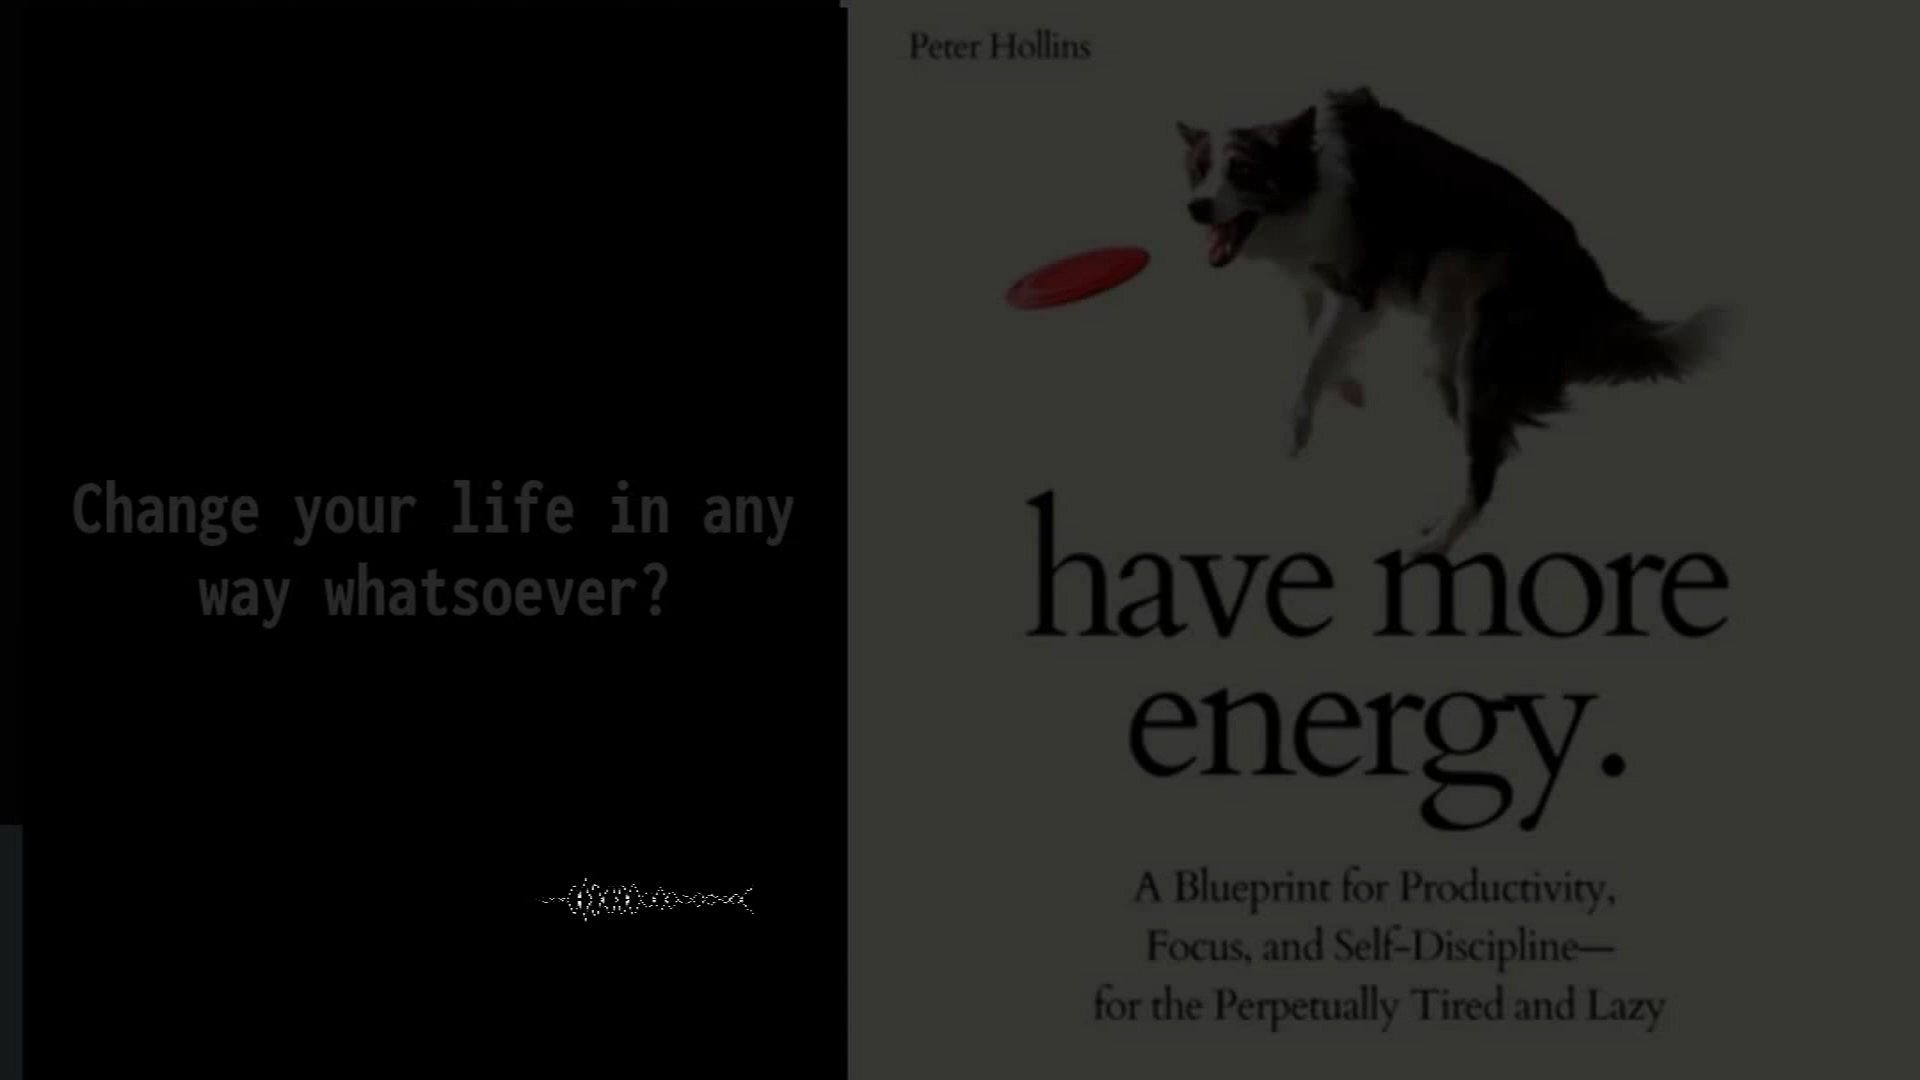 Change your life in any
way whatsoever?
Peter Hollins
have more
energy.
A Blueprint for Productivity,
Focus, and Self-Discipline—
for the Perpetually Tired and Lazy